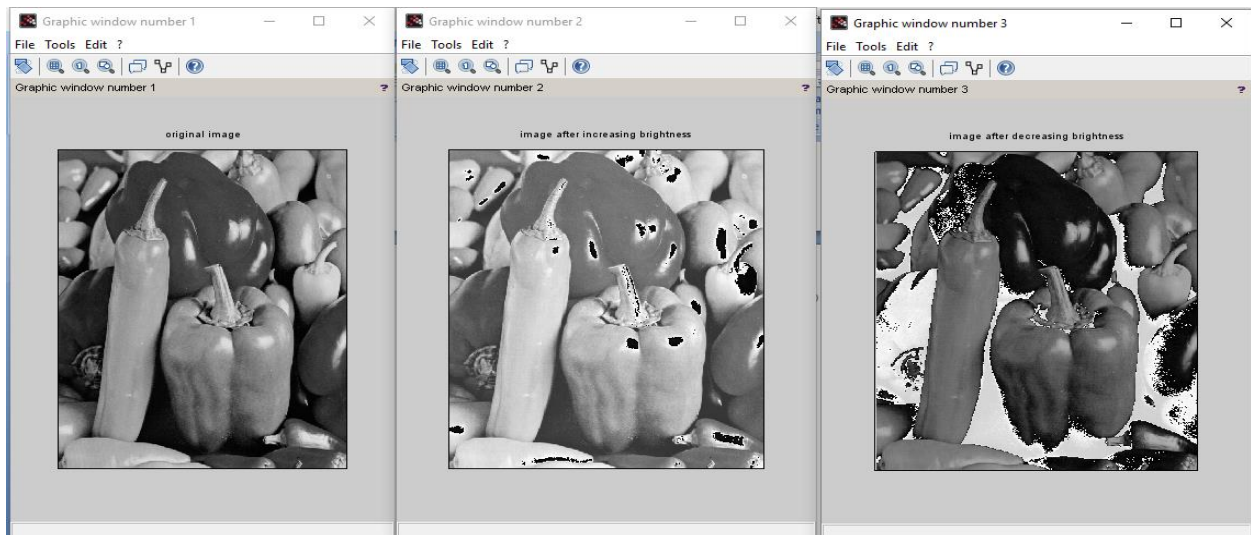 Graphic window number 1
File Tools Edit ?
Graphic window number 1 ?
original image
Graphic window number 2
File Tools Edit ?
Graphic window number 2 ?
image after increasing brightness
Graphic window number 3
File Tools Edit ?
Graphic window number 3 ?
image after decreasing brightness